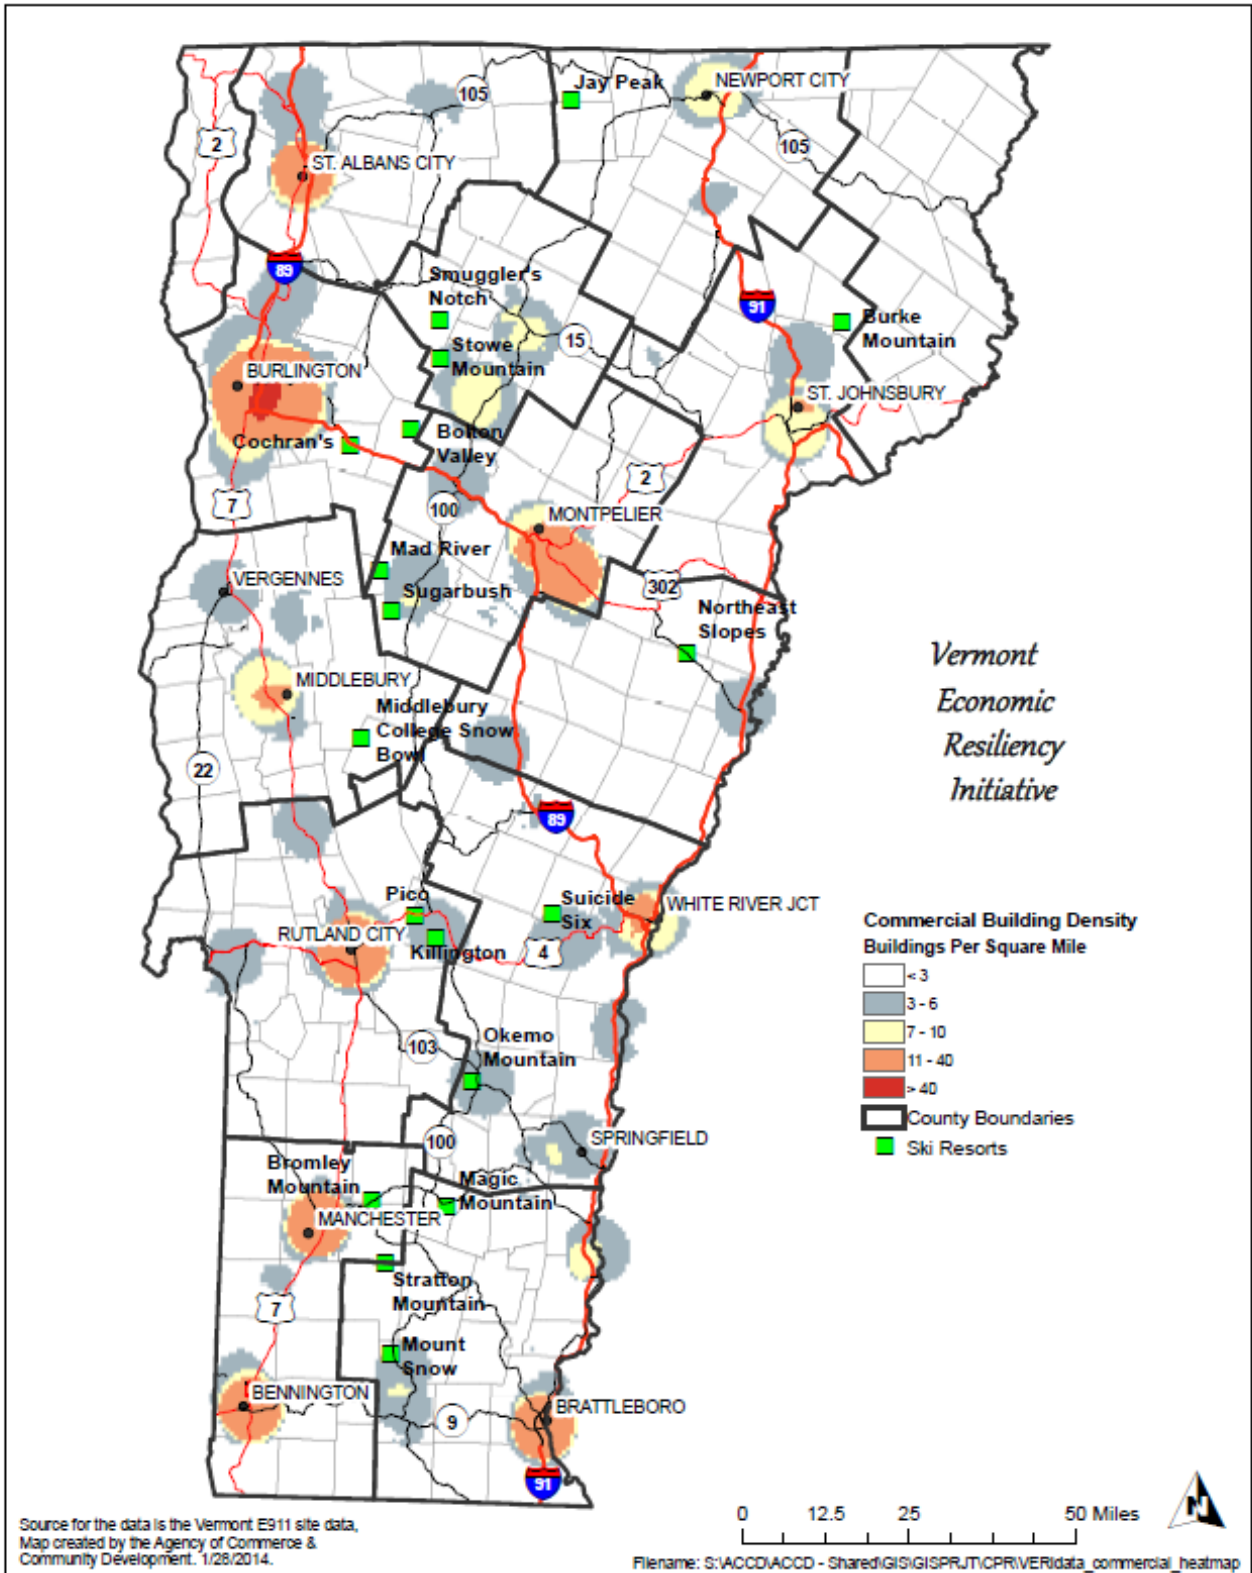 Jay Peak
NEWPORT CITY
105
2
105
ST. ALBANS CITY
89
Smuggler's
Notch
91
Burke
Mountain
15
Stowe
Mountain
BURLINGTON
ST. JOHNSBURY
Cochran's
Bolton
Valley
2
7
100
MONTPELIER
Mad River
VERGENNES
Sugarbush
302
Northeast
Slopes
Vermont
Economic
Resiliency
Initiative
MIDDLEBURY
Middlebury
College Snow
Bowl
22
89
Pico
Suicide
Six
WHITE RIVER JCT
RUTLAND CITY
Killington
4
Commercial Building Density
Buildings Per Square Mile
< 3
3 - 6
7 - 10
11 - 40
> 40
County Boundaries
Ski Resorts
Okemo
Mountain
103
100
SPRINGFIELD
Bromley
Mountain
Magic
Mountain
MANCHESTER
Stratton
Mountain
7
Mount
Snow
BENNINGTON
BRATTLEBORO
9
91
N
0 12.5 25 50 Miles
Source for the data is the Vermont E911 site data,
Map created by the Agency of Commerce &
Community Development. 1/28/2014.
Filename: S:\ACCD\ACCD - Shared\GIS\GISPRJT\CPR\VERI\data_commercial_heatmap